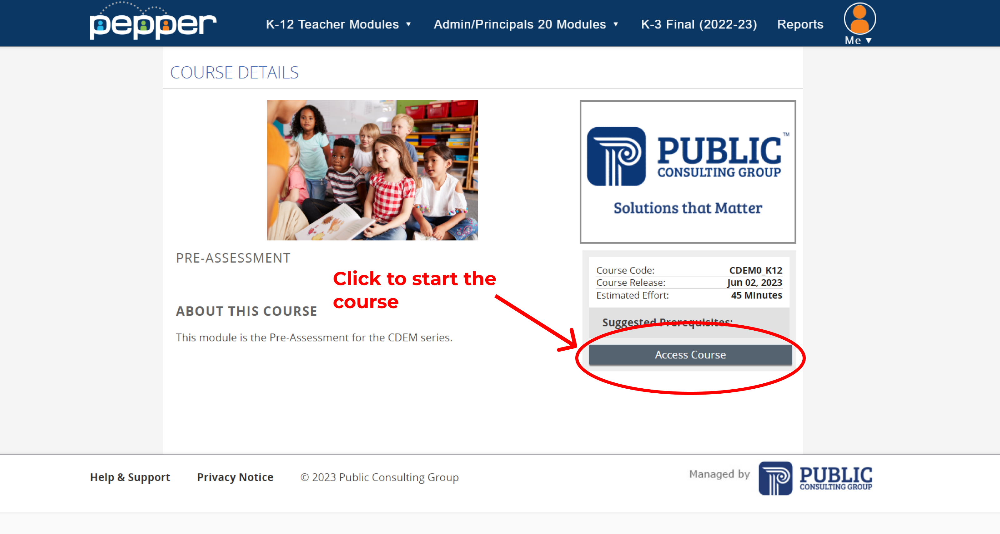 pepper
K-12 Teacher Modules ▼ Admin/Principals 20 Modules ▼ K-3 Final (2022-23) Reports
Me ▼
COURSE DETAILS
PUBLIC™
CONSULTING GROUP
Solutions that Matter
PRE-ASSESSMENT
Click to start the
course
Course Code: CDEM0_K12
Course Release: Jun 02, 2023
Estimated Effort: 45 MInutes
ABOUT THIS COURSE
Suggested Prerequisites:
This module is the Pre-Assessment for the CDEM series.
Access Course
Help & Support Privacy Notice © 2023 Public Consulting Group
Managed by
PUBLIC
CONSULTING GROUP